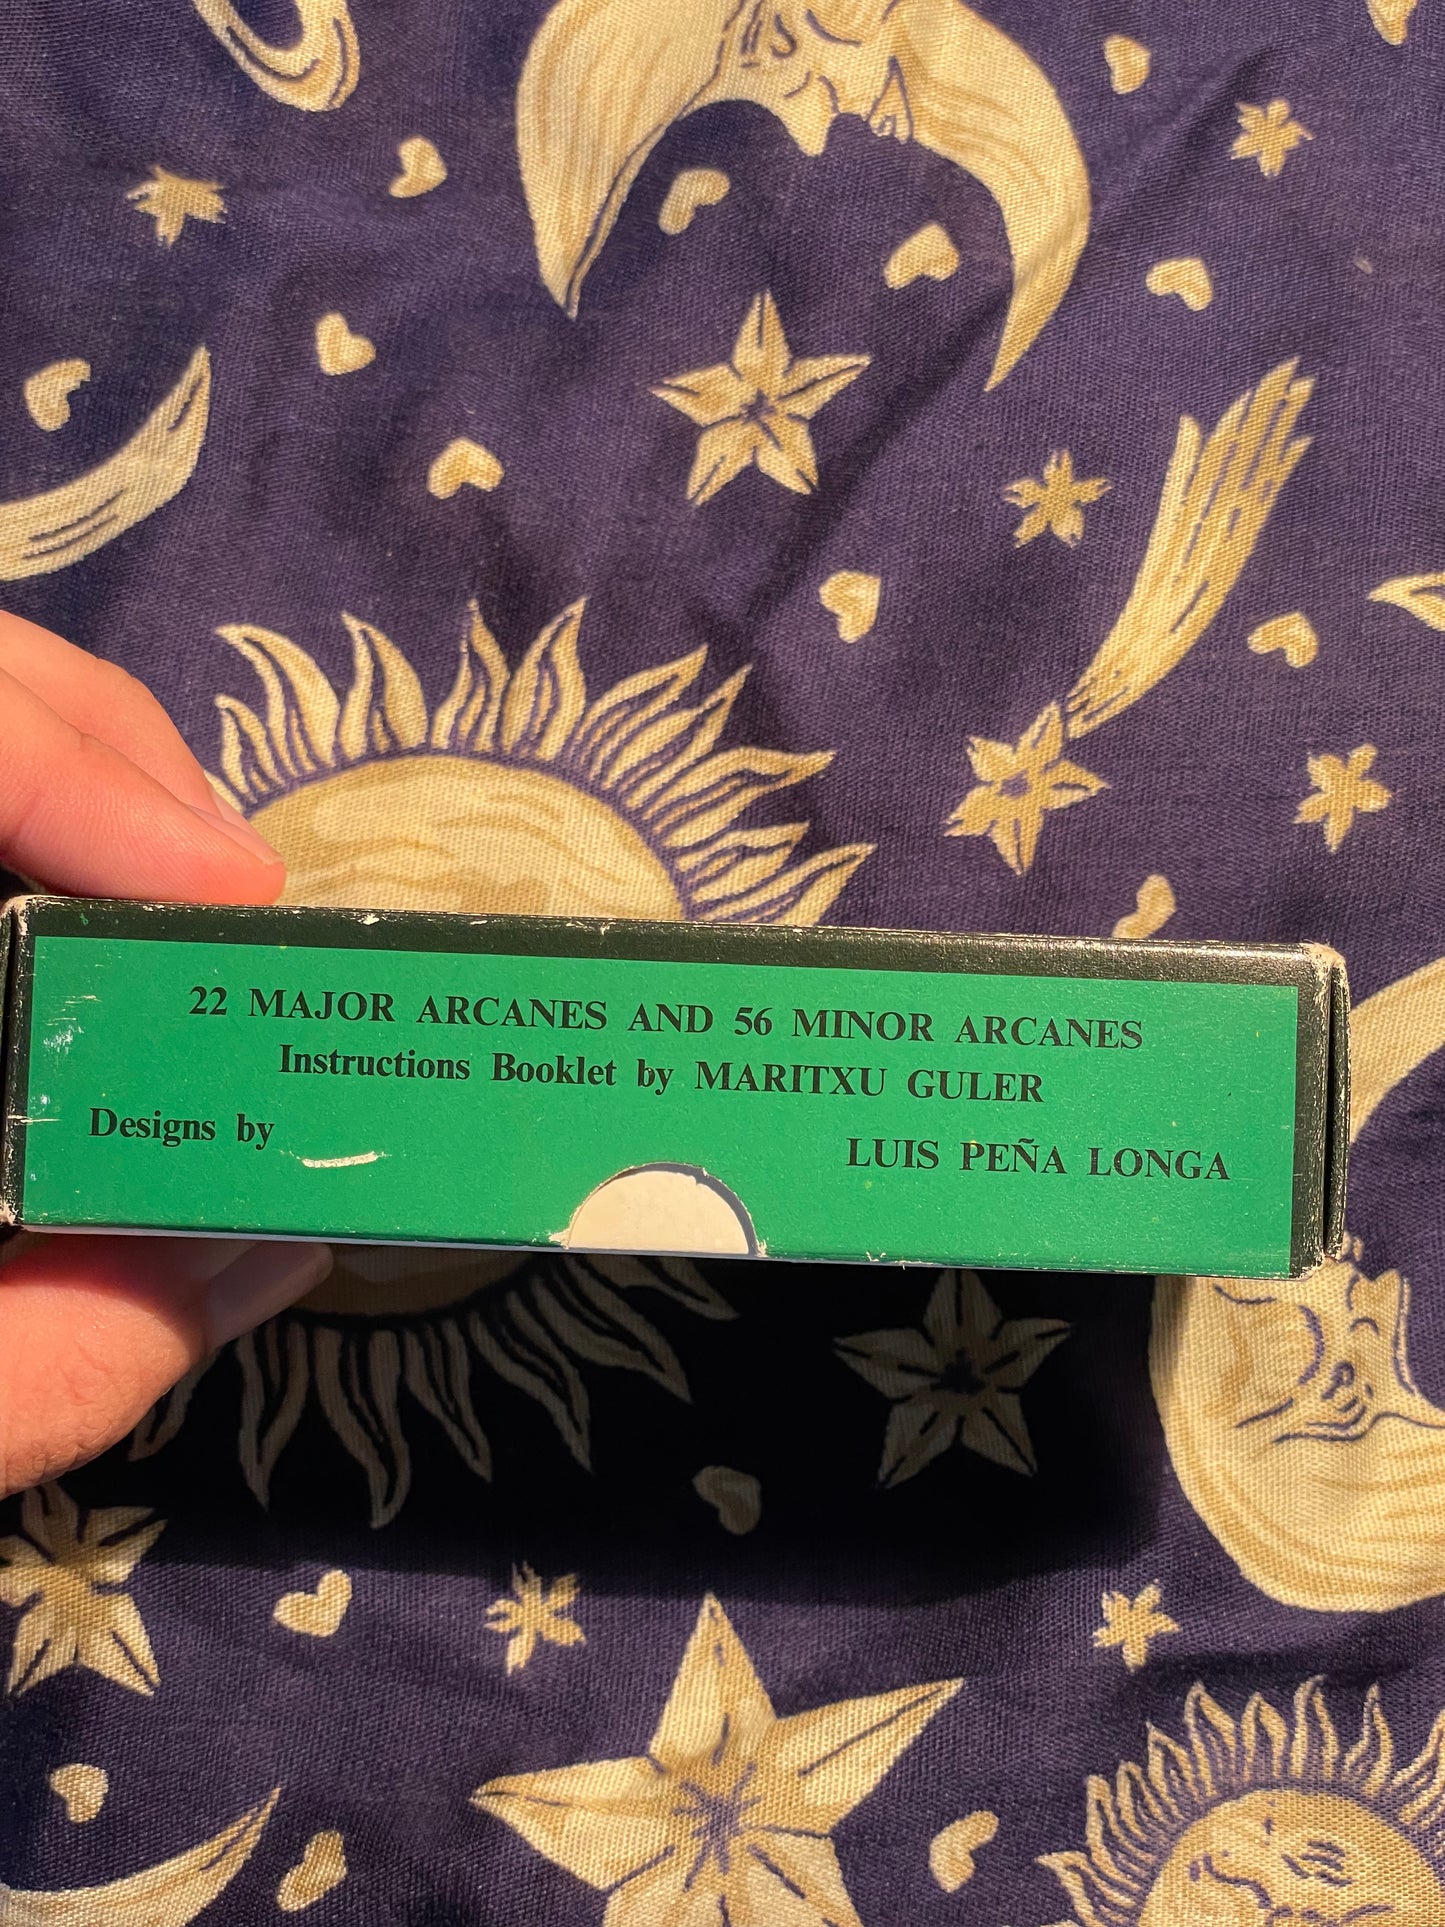 22 MAJOR ARCANES AND 56 MINOR ARCANES
Instructions Booklet by MARITXU GULER
Designs by LUIS PEÑA LONGA